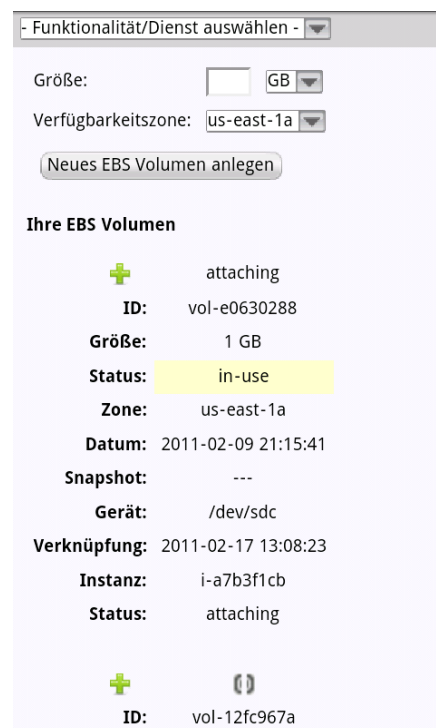 - Funktionalität/Dienst auswählen -
Größe: GB
Verfügbarkeitszone: us-east-1a
Neues EBS Volumen anlegen
Ihre EBS Volumen
attaching
ID: vol-e0630288
Größe: 1 GB
Status: in-use
Zone: us-east-1a
Datum: 2011-02-09 21:15:41
Snapshot: ---
Gerät: /dev/sdc
Verknüpfung: 2011-02-17 13:08:23
Instanz: i-a7b3f1cb
Status: attaching
ID: vol-12fc967a